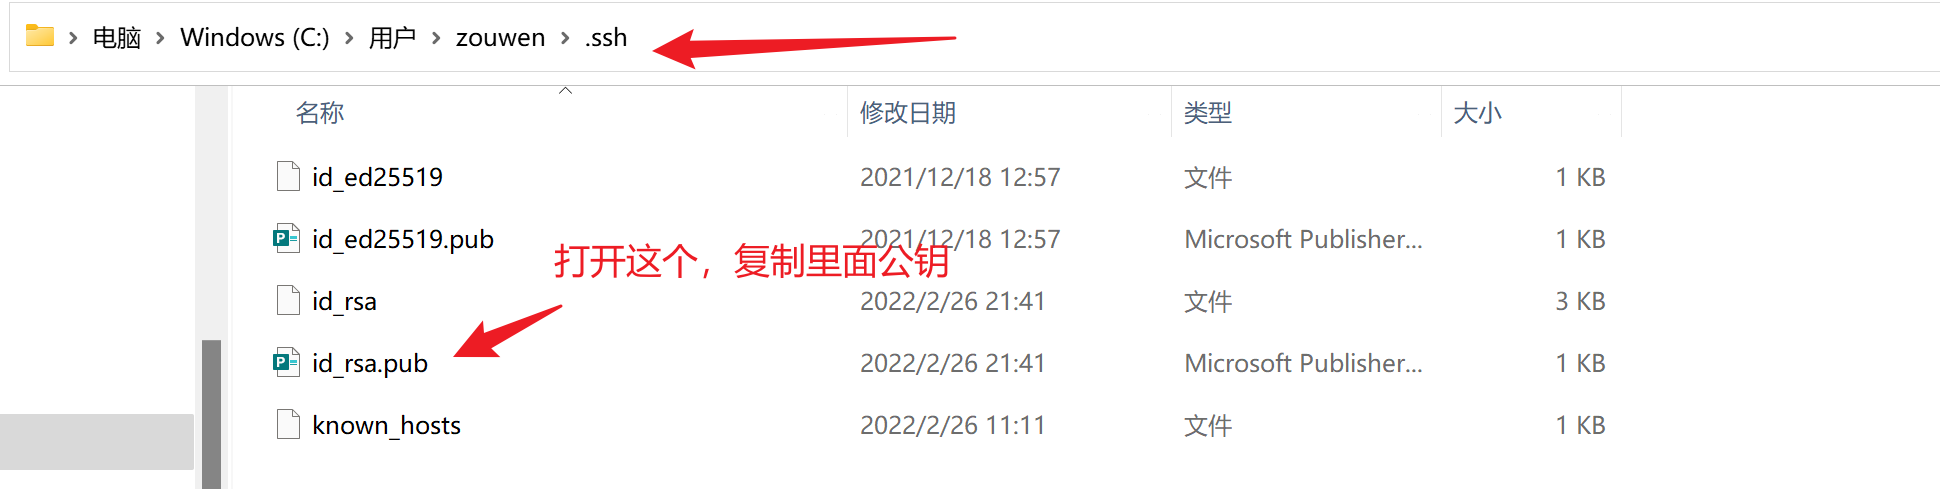 电脑 > Windows (C:) > 用户 > zouwen > .ssh
名称 修改日期 类型 大小
id_ed25519 2021/12/18 12:57 文件 1 KB
id_ed25519.pub 2021/12/18 12:57 Microsoft Publisher... 1 KB
打开这个，复制里面公钥
id_rsa 2022/2/26 21:41 文件 3 KB
id_rsa.pub 2022/2/26 21:41 Microsoft Publisher... 1 KB
known_hosts 2022/2/26 11:11 文件 1 KB